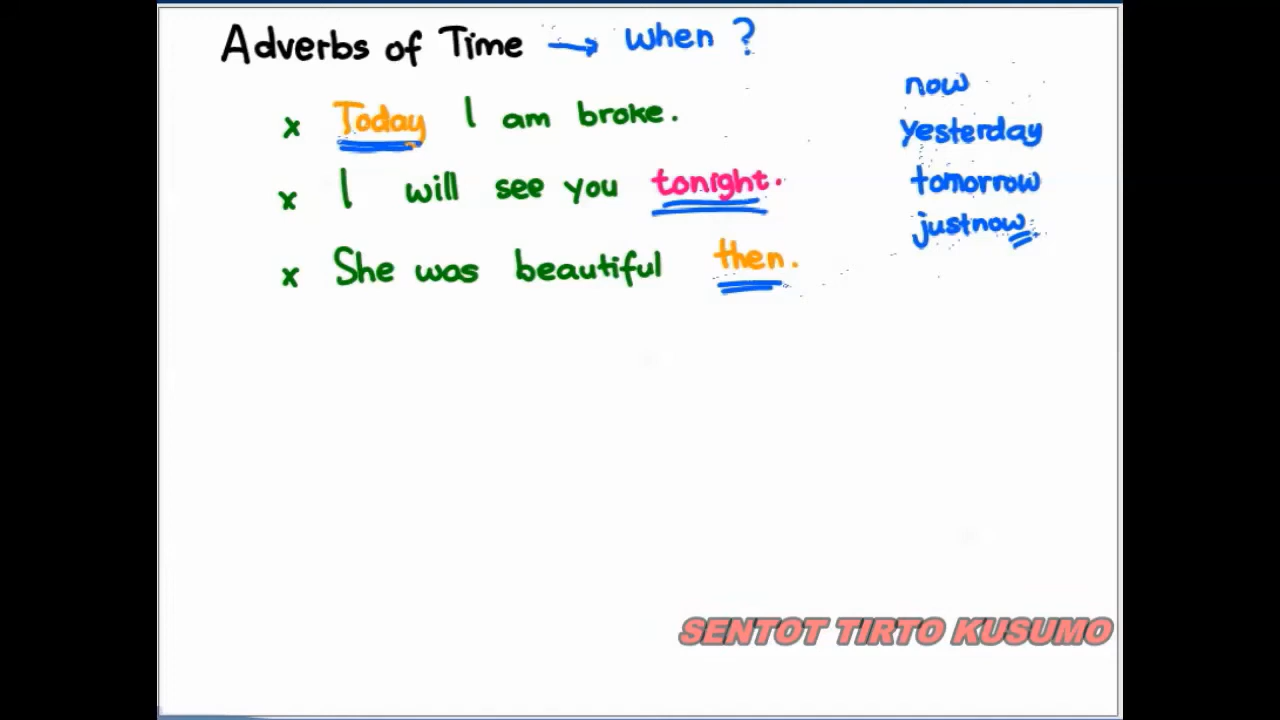 Adverbs of Time → when ?
x Today I am broke.
x I will see you tonight.
x She was beautiful then.
now
yesterday
tomorrow
justnow
SENTOT TIRTO KUSUMO